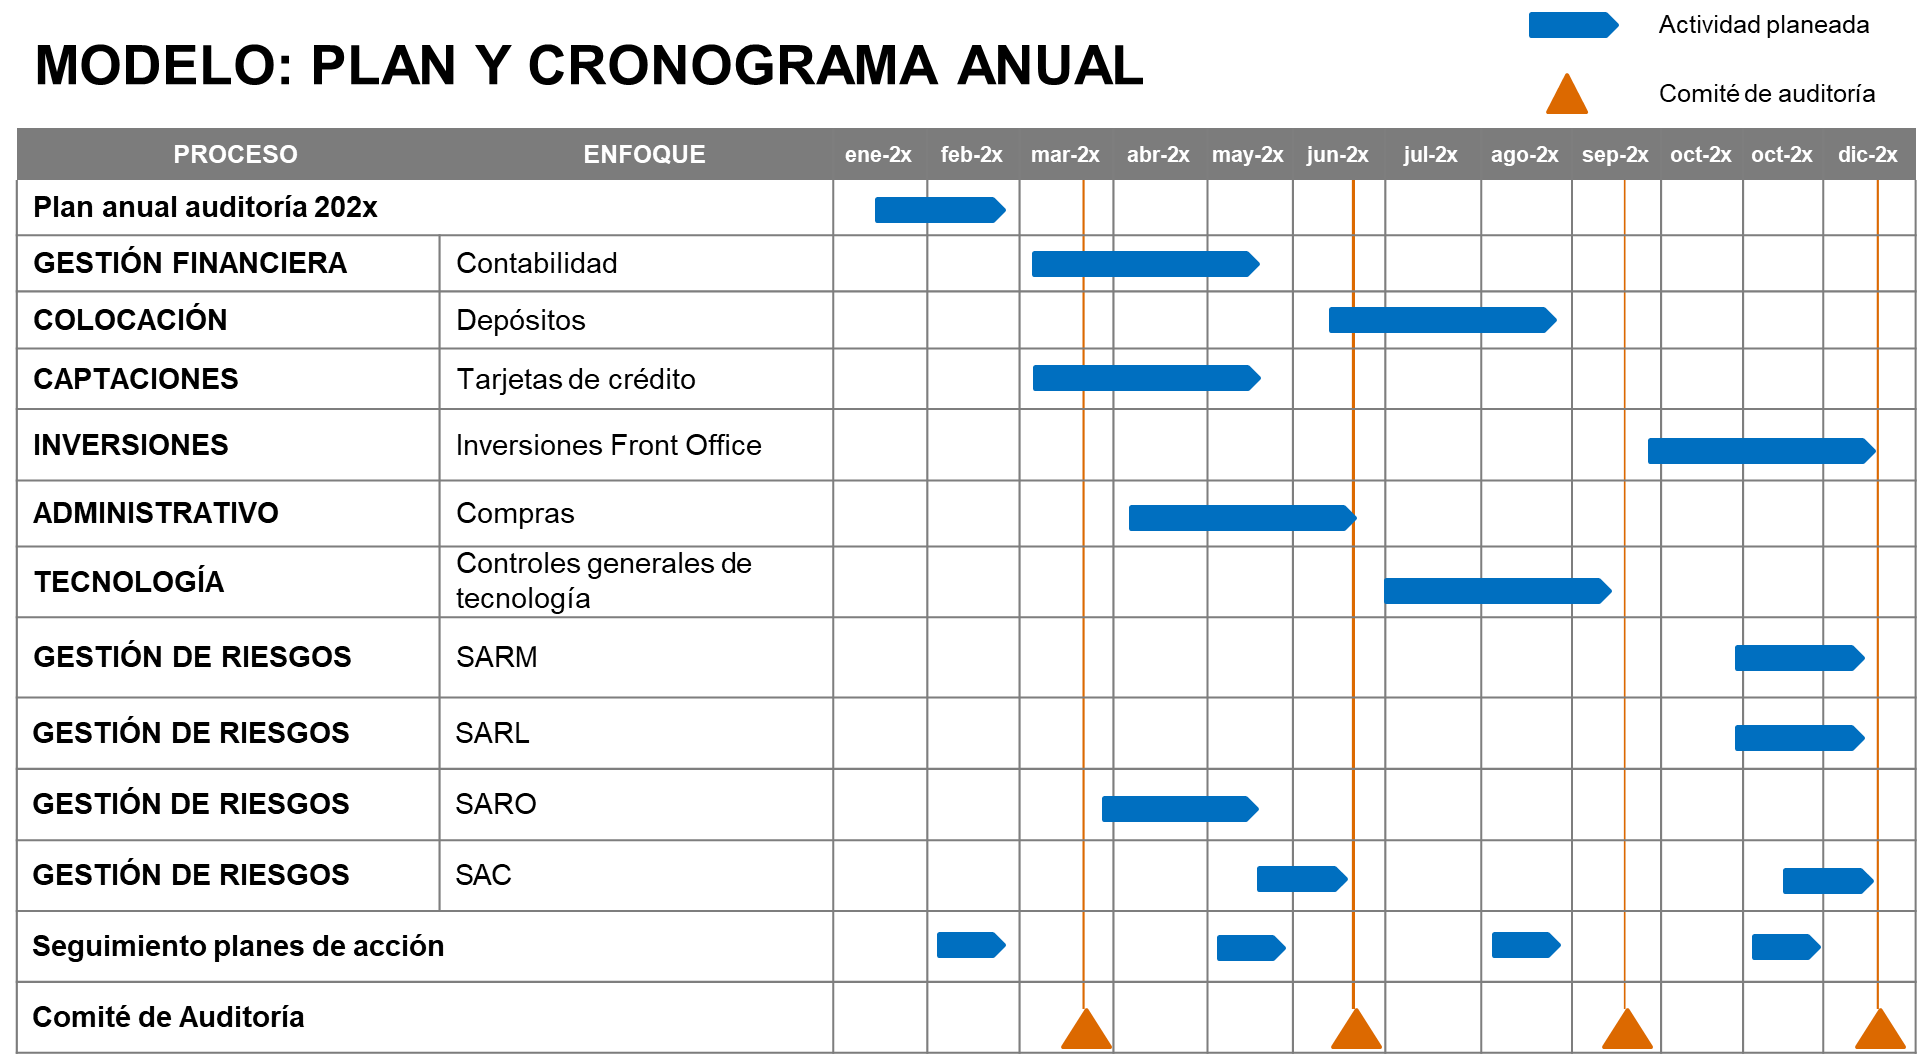 Actividad planeada
MODELO: PLAN Y CRONOGRAMA ANUAL
Comité de auditoría
PROCESO ENFOQUE ene-2x feb-2x mar-2x abr-2x may-2x jun-2x jul-2x ago-2x sep-2x oct-2x oct-2x dic-2x
Plan anual auditoría 202x
GESTIÓN FINANCIERA Contabilidad
COLOCACIÓN Depósitos
CAPTACIONES Tarjetas de crédito
INVERSIONES Inversiones Front Office
ADMINISTRATIVO Compras
TECNOLOGÍA Controles generales de
tecnología
GESTIÓN DE RIESGOS SARM
GESTIÓN DE RIESGOS SARL
GESTIÓN DE RIESGOS SARO
GESTIÓN DE RIESGOS SAC
Seguimiento planes de acción
Comité de Auditoría